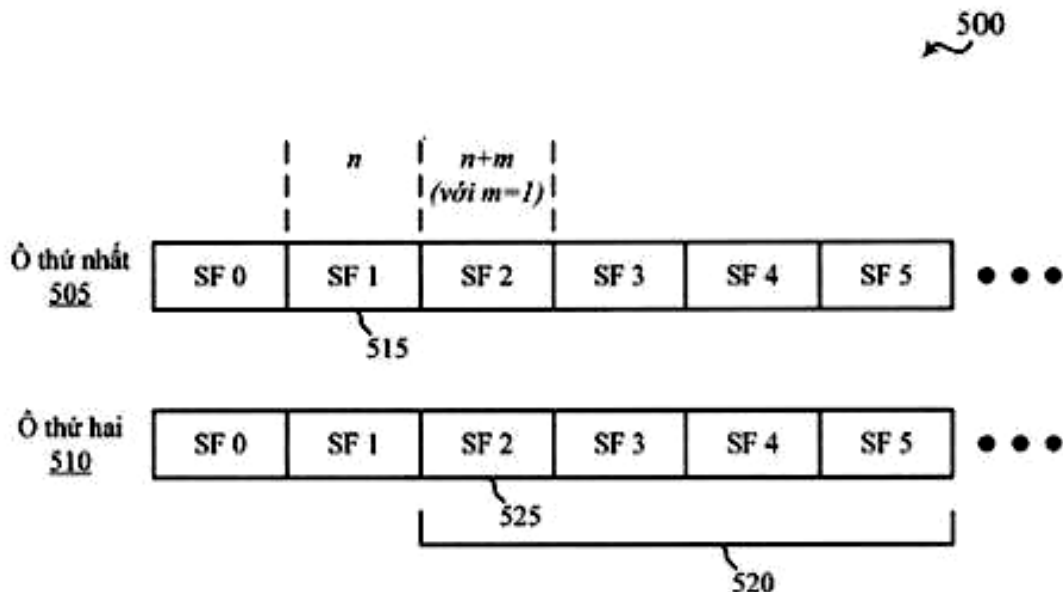 500
n
n+m
(với m=1)
Ô thứ nhất
505
SF 0 SF 1 SF 2 SF 3 SF 4 SF 5
515
Ô thứ hai
510
SF 0 SF 1 SF 2 SF 3 SF 4 SF 5
525
520